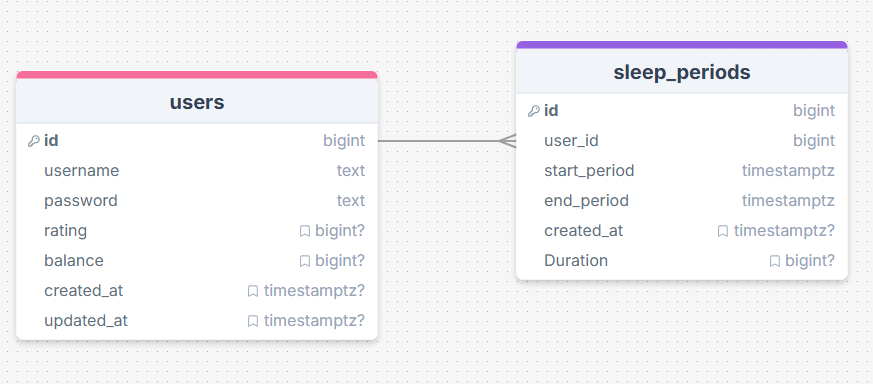 users
id bigint
username text
password text
rating bigint?
balance bigint?
created_at timestamptz?
updated_at timestamptz?
sleep_periods
id bigint
user_id bigint
start_period timestamptz
end_period timestamptz
created_at timestamptz?
Duration bigint?